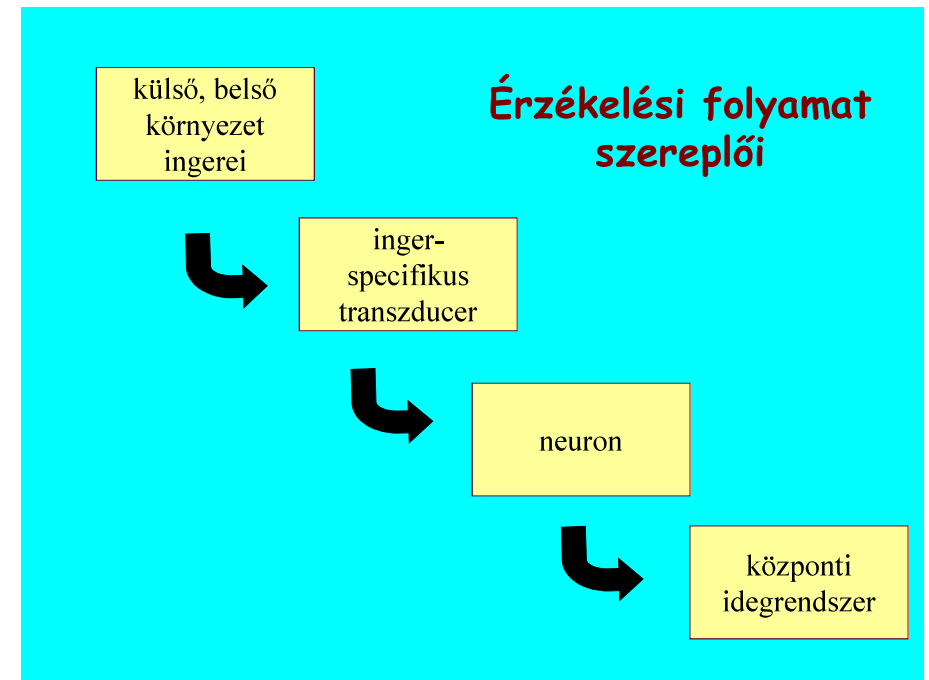 külső, belső
környezet
ingerei
Érzékelési folyamat
szereplői
inger-
specifikus
transzducer
neuron
központi
idegrendszer